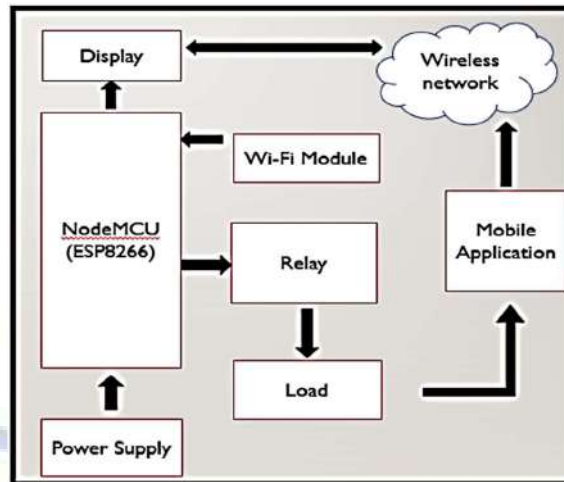 Display
Wireless
network
Wi-Fi Module
NodeMCU
(ESP8266)
Relay
Mobile
Application
Load
Power Supply